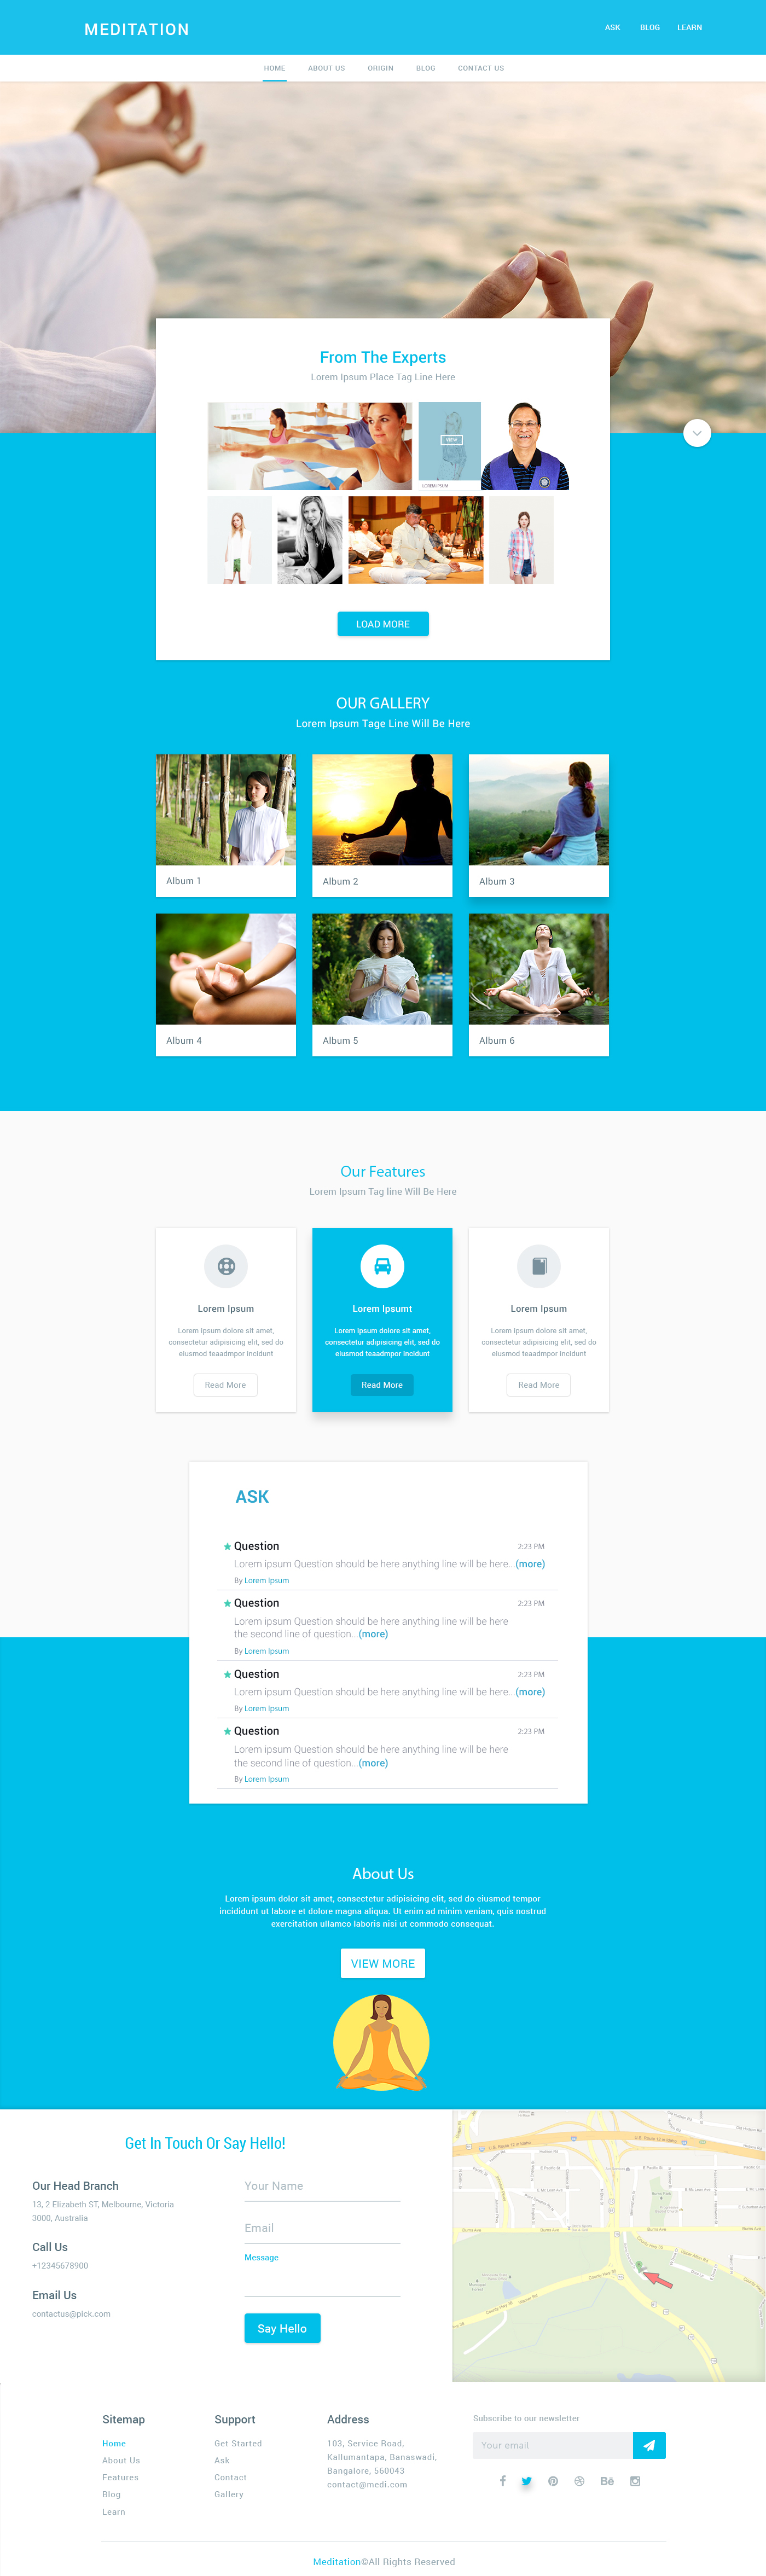 MEDITATION
ASK BLOG LEARN
HOME ABOUT US ORIGIN BLOG CONTACT US
From The Experts
Lorem Ipsum Place Tag Line Here
VIEW
LOREM IPSUM
LOAD MORE
OUR GALLERY
Lorem Ipsum Tage Line Will Be Here
Album 1
Album 2
Album 3
Album 4
Album 5
Album 6
Our Features
Lorem Ipsum Tag line Will Be Here
Lorem Ipsum
Lorem ipsum dolore sit amet,
consectetur adipisicing elit, sed do
eiusmod teaadmpor incidunt
Read More
Lorem Ipsumt
Lorem ipsum dolore sit amet,
consectetur adipisicing elit, sed do
eiusmod teaadmpor incidunt
Read More
Lorem Ipsum
Lorem ipsum dolore sit amet,
consectetur adipisicing elit, sed do
eiusmod teaadmpor incidunt
Read More
ASK
Question 2:23 PM
Lorem ipsum Question should be here anything line will be here...(more)
By Lorem Ipsum
Question 2:23 PM
Lorem ipsum Question should be here anything line will be here
the second line of question...(more)
By Lorem Ipsum
Question 2:23 PM
Lorem ipsum Question should be here anything line will be here...(more)
By Lorem Ipsum
Question 2:23 PM
Lorem ipsum Question should be here anything line will be here
the second line of question...(more)
By Lorem Ipsum
About Us
Lorem ipsum dolor sit amet, consectetur adipisicing elit, sed do eiusmod tempor
incididunt ut labore et dolore magna aliqua. Ut enim ad minim veniam, quis nostrud
exercitation ullamco laboris nisi ut commodo consequat.
VIEW MORE
Get In Touch Or Say Hello!
Our Head Branch
13, 2 Elizabeth ST, Melbourne, Victoria
3000, Australia
Call Us
+12345678900
Email Us
contactus@pick.com
Your Name
Email
Message
Say Hello
Sitemap
Home
About Us
Features
Blog
Learn
Support
Get Started
Ask
Contact
Gallery
Address
103, Service Road,
Kallumantapa, Banaswadi,
Bangalore, 560043
contact@medi.com
Subscribe to our newsletter
Your email
Bē
Meditation©All Rights Reserved